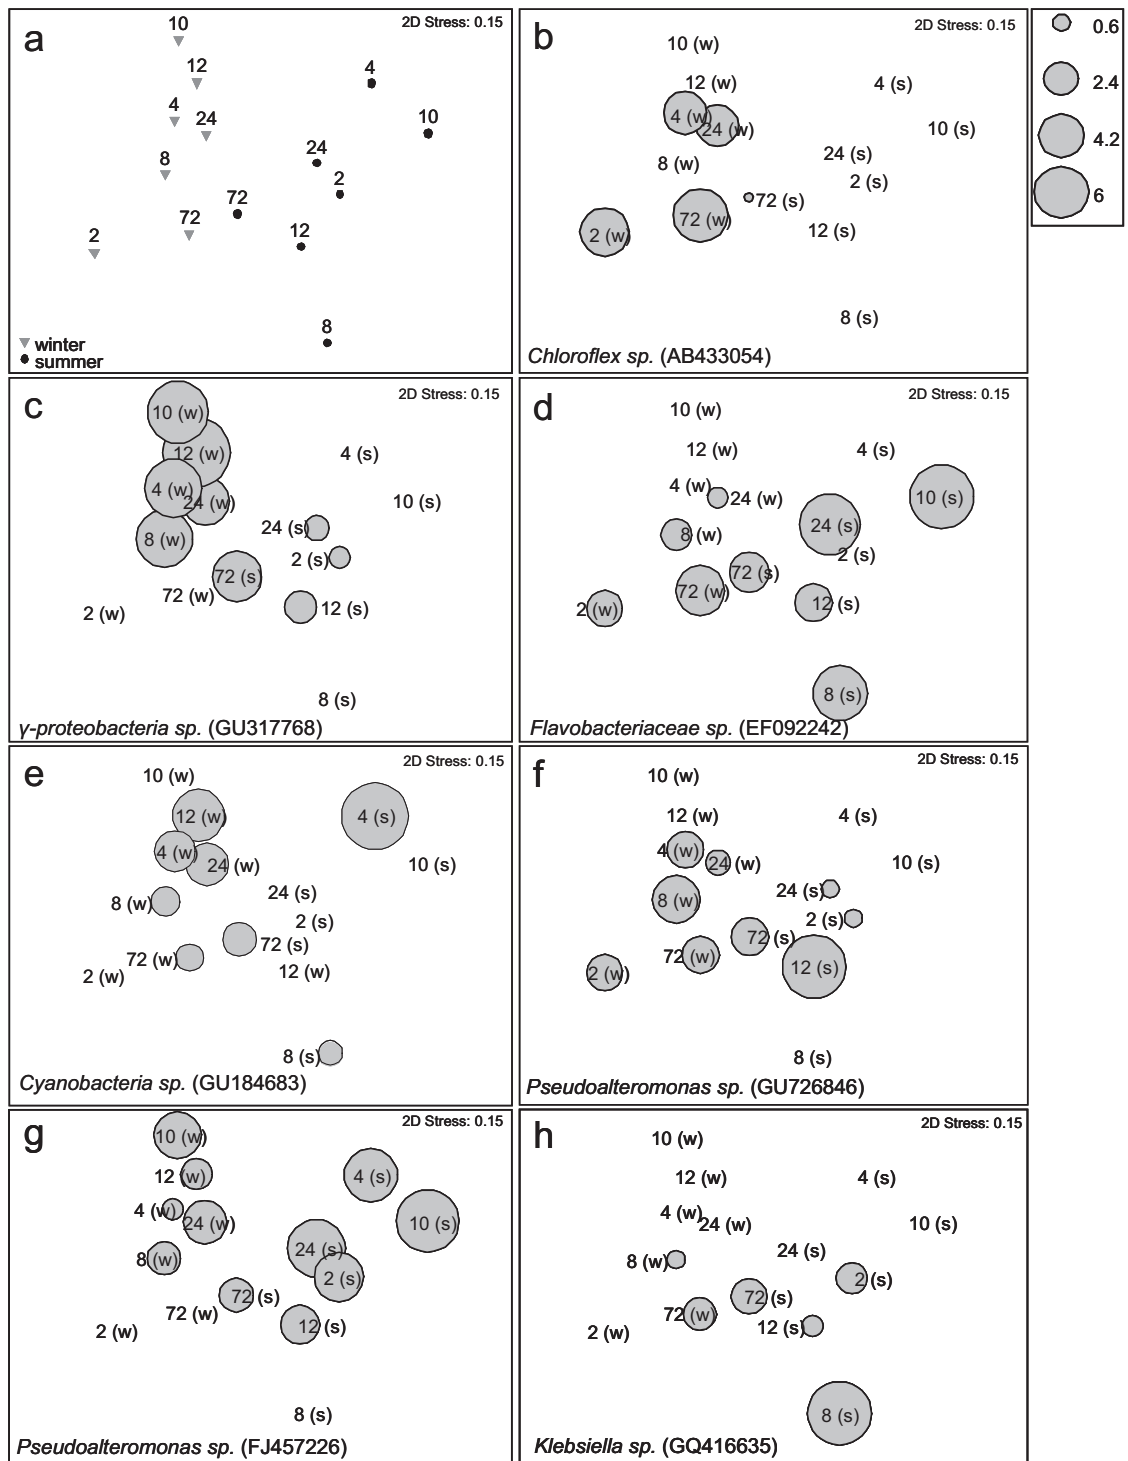 a
2D Stress: 0.15
10
12
4
4
24
10
8
24
2
72
72
12
2
8
winter
summer
b
2D Stress: 0.15
10 (w)
12 (w)
4 (s)
4 (w)
24 (w)
10 (s)
24 (s)
8 (w)
2 (s)
72 (s)
72 (w)
12 (s)
2 (w)
8 (s)
Chloroflex sp. (AB433054)
0.6
2.4
4.2
6
c
2D Stress: 0.15
10 (w)
12 (w)
4 (s)
4 (w)
24 (w)
10 (s)
24 (s)
8 (w)
2 (s)
72 (s)
72 (w)
12 (s)
2 (w)
8 (s)
γ-proteobacteria sp. (GU317768)
d
2D Stress: 0.15
10 (w)
12 (w)
4 (s)
4 (w)
24 (w)
10 (s)
24 (s)
8 (w)
2 (s)
72 (s)
72 (w)
12 (s)
2 (w)
8 (s)
Flavobacteriaceae sp. (EF092242)
e
2D Stress: 0.15
10 (w)
12 (w)
4 (s)
4 (w)
24 (w)
10 (s)
24 (s)
8 (w)
2 (s)
72 (s)
72 (w)
12 (w)
2 (w)
8 (s)
Cyanobacteria sp. (GU184683)
f
2D Stress: 0.15
10 (w)
12 (w)
4 (s)
4 (w)
24 (w)
10 (s)
24 (s)
8 (w)
2 (s)
72 (s)
72 (w)
12 (s)
2 (w)
8 (s)
Pseudoalteromonas sp. (GU726846)
g
2D Stress: 0.15
10 (w)
12 (w)
4 (s)
4 (w)
24 (w)
10 (s)
24 (s)
8 (w)
2 (s)
72 (s)
72 (w)
12 (s)
2 (w)
8 (s)
Pseudoalteromonas sp. (FJ457226)
h
2D Stress: 0.15
10 (w)
12 (w)
4 (s)
4 (w)
24 (w)
10 (s)
24 (s)
8 (w)
2 (s)
72 (s)
72 (w)
12 (s)
2 (w)
8 (s)
Klebsiella sp. (GQ416635)